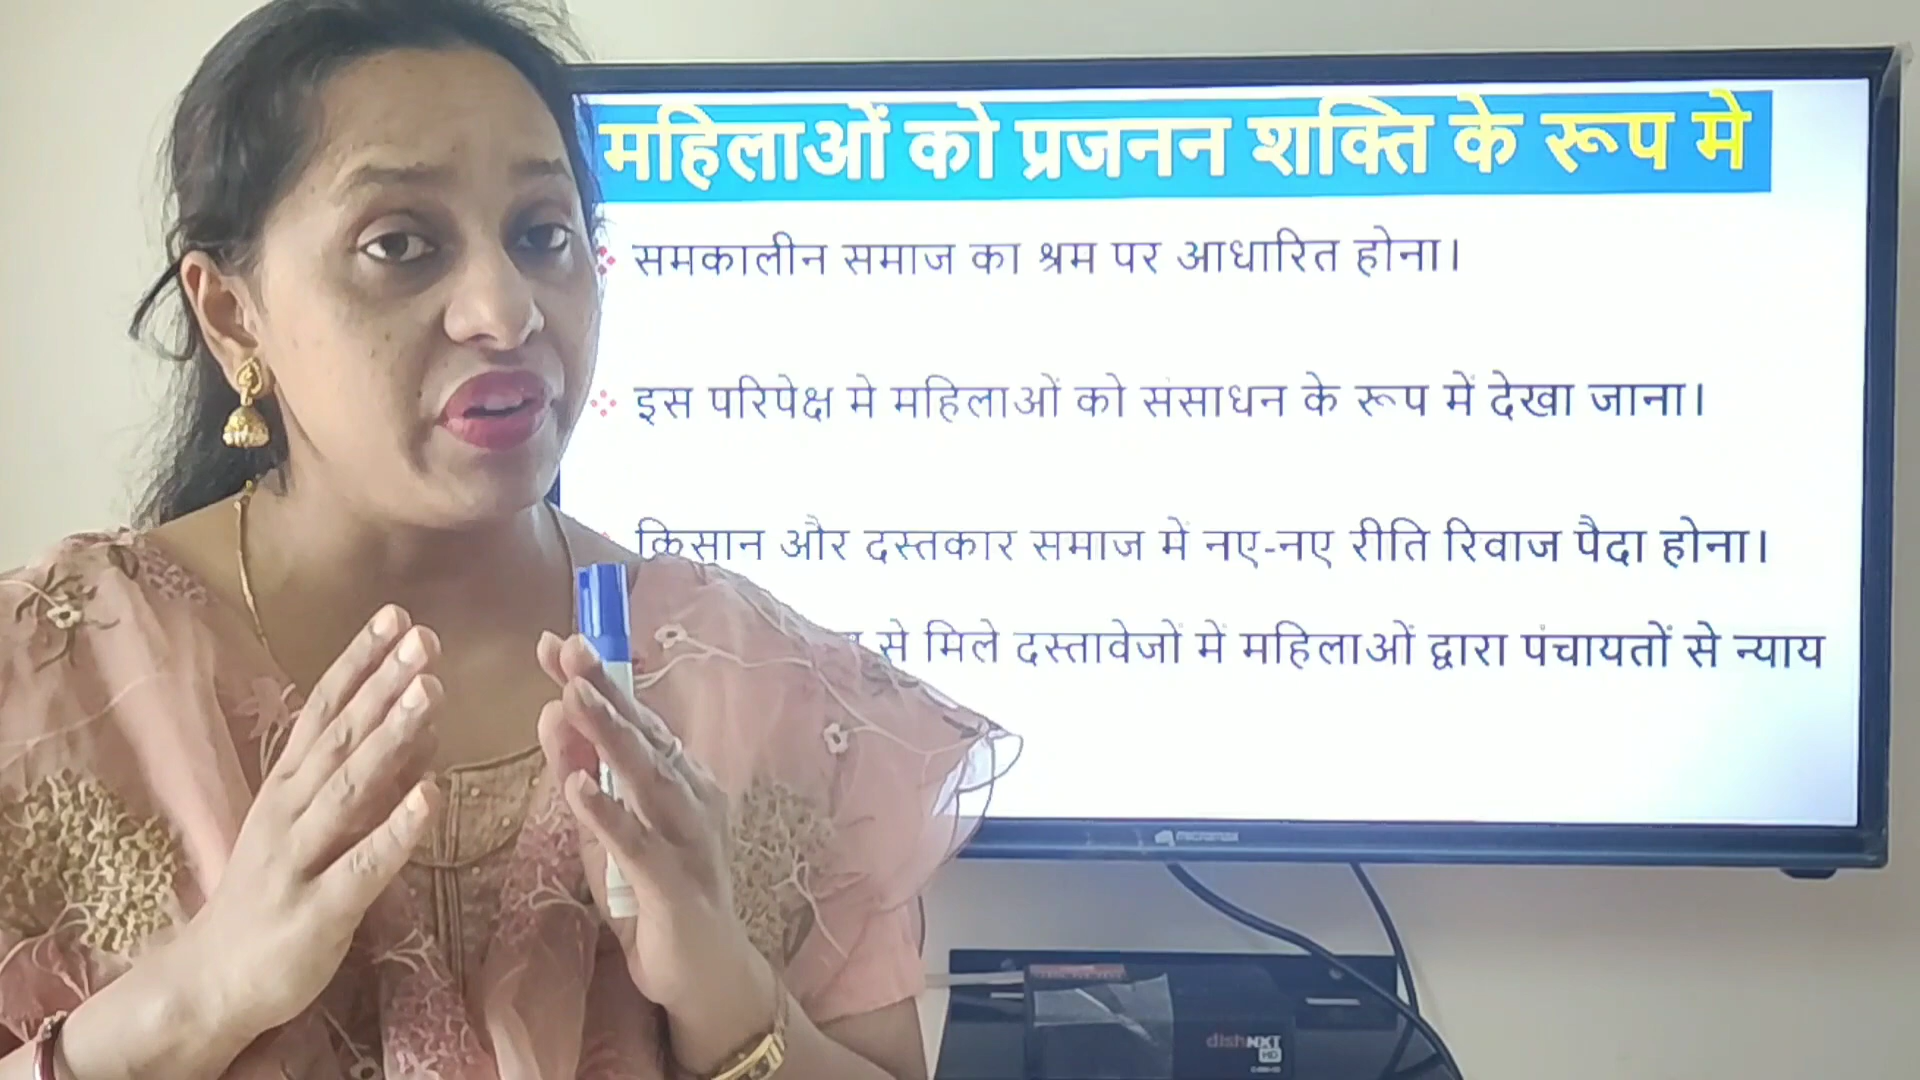 महिलाओं को प्रजनन शक्ति के रूप मे
समकालीन समाज का श्रम पर आधारित होना।
इस परिपेक्ष मे महिलाओं को संसाधन के रूप में देखा जाना।
किसान और दस्तकार समाज में नए-नए रीति रिवाज पैदा होना।
से मिले दस्तावेजों में महिलाओं द्वारा पंचायतों से न्याय
MICROMAX
dishNXT
HD